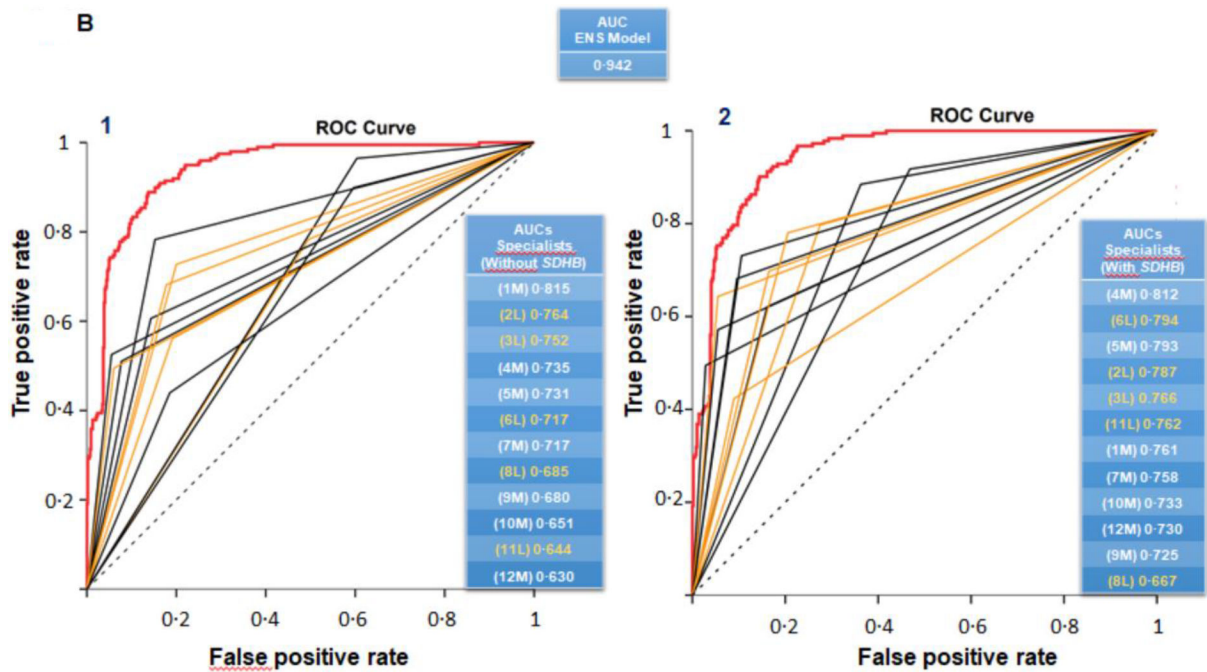 B
AUC
ENS Model
0·942
1
ROC Curve
1
0·8
0·6
0·4
0·2
0·2
0·4
0·6
0·8
1
True positive rate
False positive rate
AUCs
Specialists
(Without SDHB)
(1M) 0·815
(2L) 0·764
(3L) 0·752
(4M) 0·735
(5M) 0·731
(6L) 0·717
(7M) 0·717
(8L) 0·685
(9M) 0·680
(10M) 0·651
(11L) 0·644
(12M) 0·630
2
ROC Curve
1
0·8
0·6
0·4
0·2
0·2
0·4
0·6
0·8
1
True positive rate
False positive rate
AUCs
Specialists
(With SDHB)
(4M) 0·812
(6L) 0·794
(5M) 0·793
(2L) 0·787
(3L) 0·766
(11L) 0·762
(1M) 0·761
(7M) 0·758
(10M) 0·733
(12M) 0·730
(9M) 0·725
(8L) 0·667